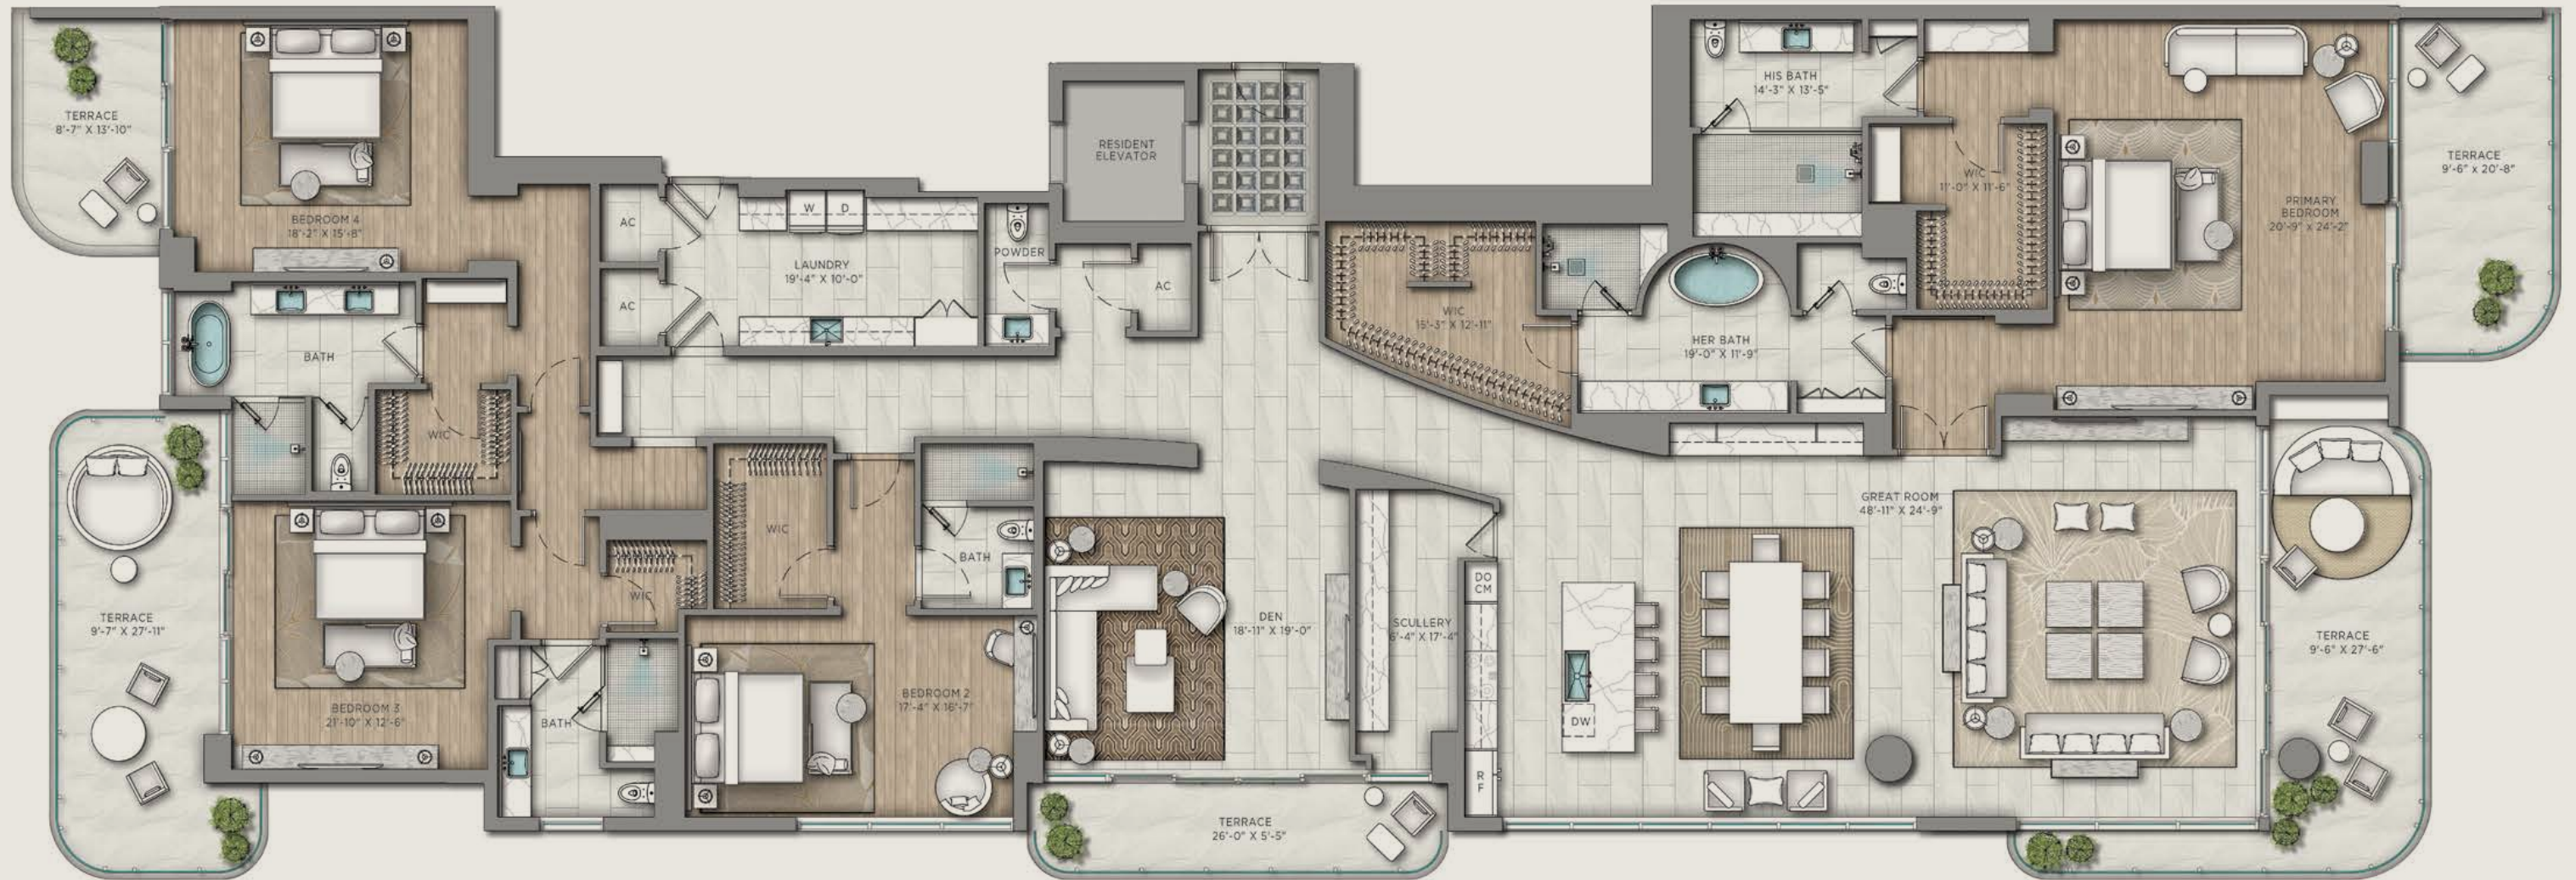 TERRACE
8'-7" X 13'-10"
BEDROOM 4
18'-2" X 15'-8"
AC
AC
W
D
LAUNDRY
19'-4" X 10'-0"
POWDER
AC
RESIDENT
ELEVATOR
HIS BATH
14'-3" X 13'-5"
WIC
11'-0" X 11'-6"
PRIMARY
BEDROOM
20'-9" X 24'-2"
TERRACE
9'-6" X 20'-8"
BATH
WIC
WIC
15'-3" X 12'-11"
HER BATH
19'-0" X 11'-9"
TERRACE
9'-7" X 27'-11"
BEDROOM 3
21'-10" X 12'-6"
WIC
BATH
WIC
BATH
BEDROOM 2
17'-4" X 16'-7"
DEN
18'-11" X 19'-0"
SCULLERY
6'-4" X 17'-4"
DO
CM
R
F
DW
GREAT ROOM
48'-11" X 24'-9"
TERRACE
9'-6" X 27'-6"
TERRACE
26'-0" X 5'-5"